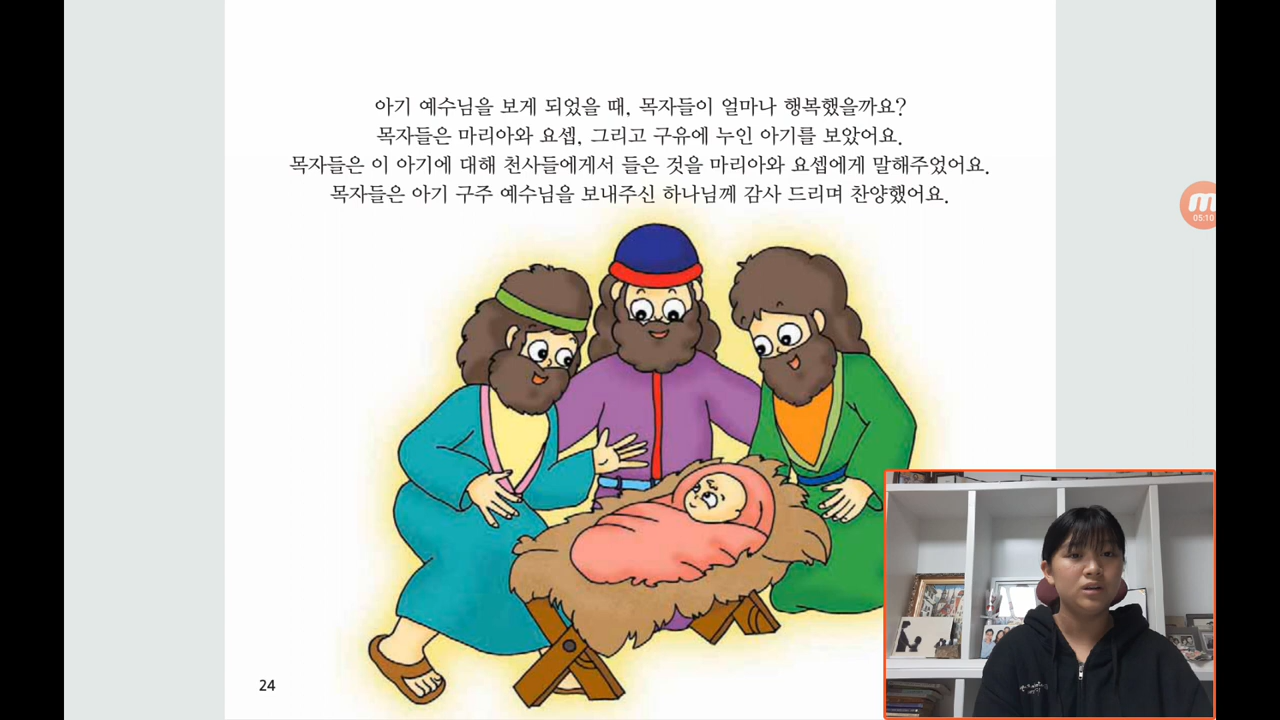 아기 예수님을 보게 되었을 때, 목자들이 얼마나 행복했을까요?
목자들은 마리아와 요셉, 그리고 구유에 누인 아기를 보았어요.
목자들은 이 아기에 대해 천사들에게서 들은 것을 마리아와 요셉에게 말해주었어요.
목자들은 아기 구주 예수님을 보내주신 하나님께 감사 드리며 찬양했어요.
05:10
24